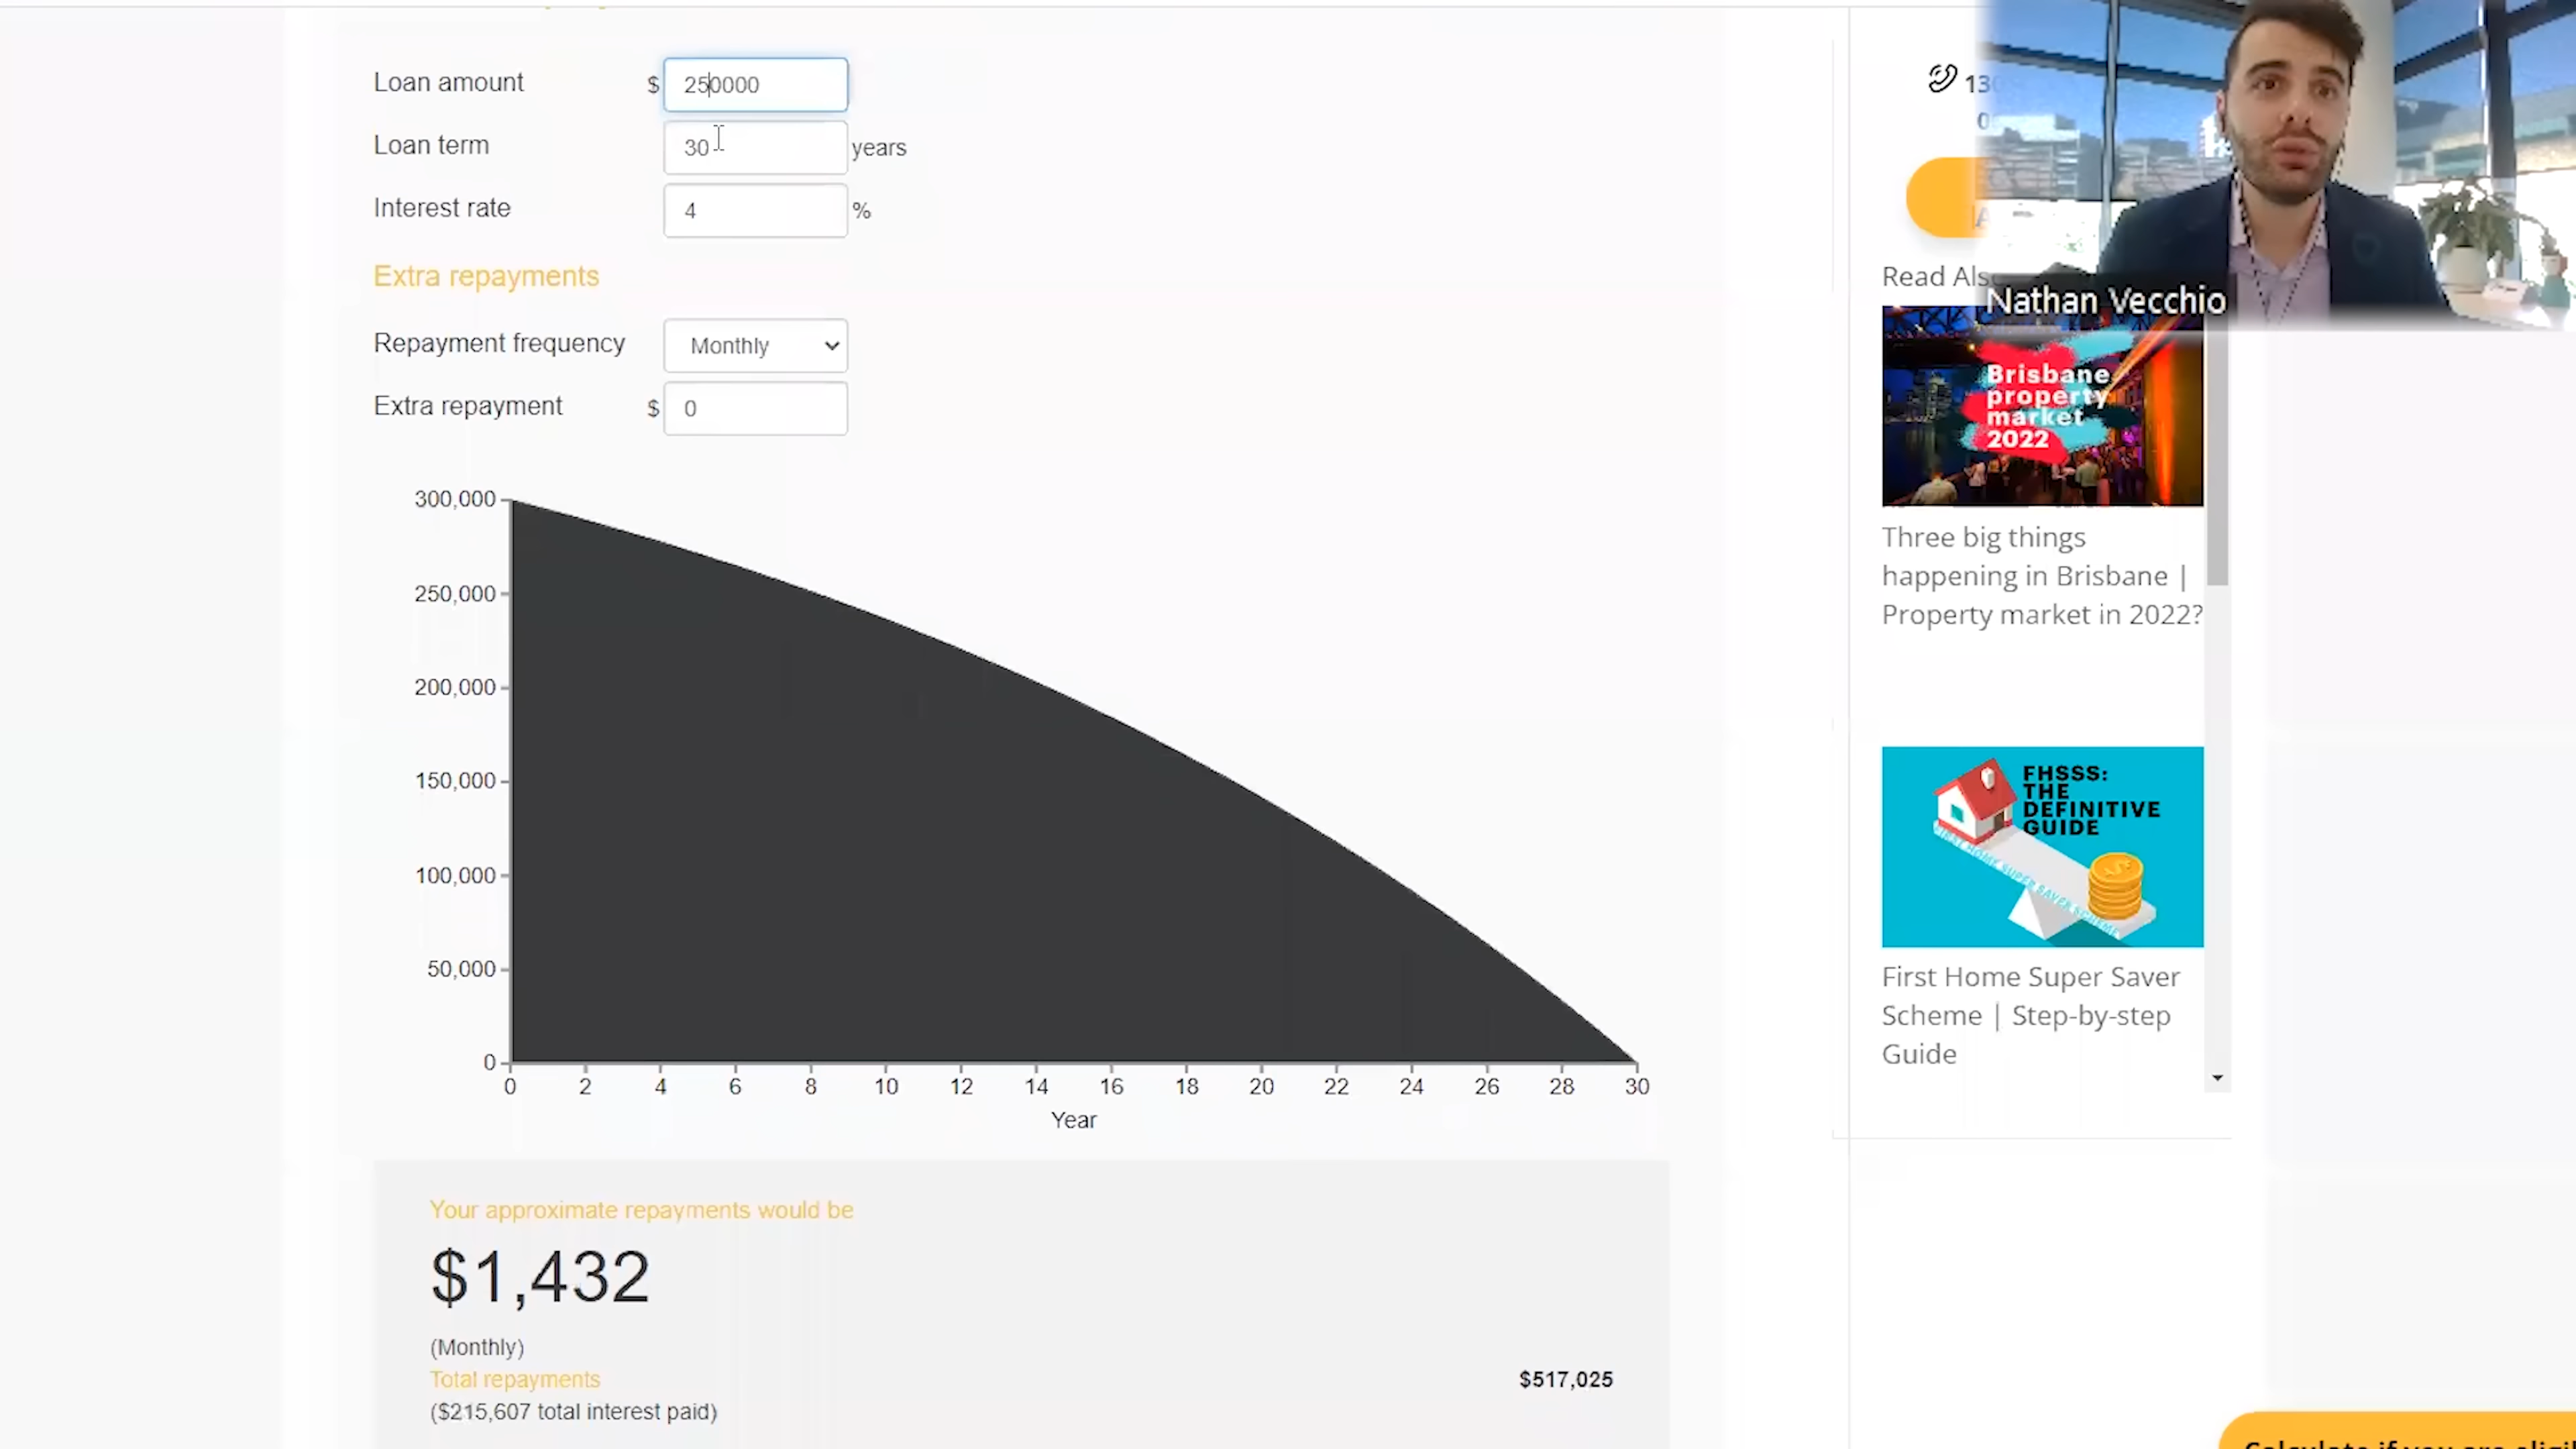 Loan amount $ 250000
Loan term 30 years
Interest rate 4 %
Extra repayments
Repayment frequency Monthly
Extra repayment $ 0
300,000
250,000
200,000
150,000
100,000
50,000
0
0 2 4 6 8 10 12 14 16 18 20 22 24 26 28 30
Year
Your approximate repayments would be
$1,432
(Monthly)
Total repayments $517,025
($215,607 total interest paid)
13
0
Read Als
Nathan Vecchio
Brisbane
property
market
2022
Three big things
happening in Brisbane |
Property market in 2022?
FHSSS:
THE
DEFINITIVE
GUIDE
First Home Super Saver
Scheme | Step-by-step
Guide